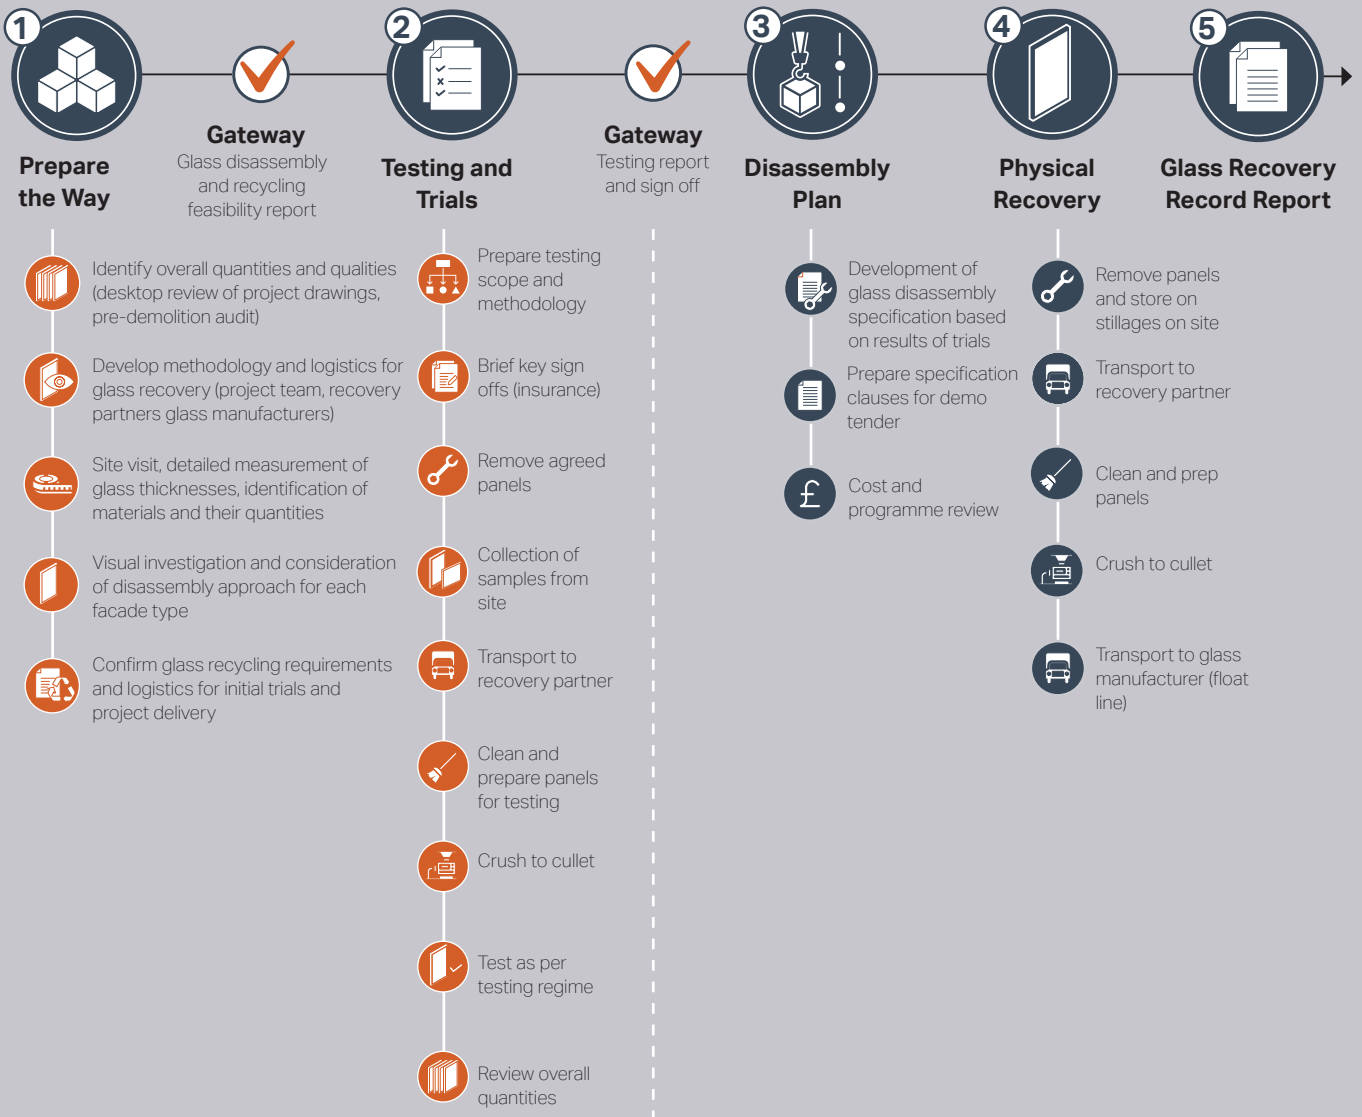 1
Prepare
the Way
Gateway
Glass disassembly
and recycling
feasibility report
2
Testing and
Trials
Gateway
Testing report
and sign off
3
Disassembly
Plan
4
Physical
Recovery
5
Glass Recovery
Record Report
Identify overall quantities and qualities
(desktop review of project drawings,
pre-demolition audit)
Develop methodology and logistics for
glass recovery (project team, recovery
partners glass manufacturers)
Site visit, detailed measurement of
glass thicknesses, identification of
materials and their quantities
Visual investigation and consideration
of disassembly approach for each
facade type
Confirm glass recycling requirements
and logistics for initial trials and
project delivery
Prepare testing
scope and
methodology
Brief key sign
offs (insurance)
Remove agreed
panels
Collection of
samples from
site
Transport to
recovery partner
Clean and
prepare panels
for testing
Crush to cullet
Test as per
testing regime
Review overall
quantities
Development of
glass disassembly
specification based
on results of trials
Prepare specification
clauses for demo
tender
£
Cost and
programme review
Remove panels
and store on
stillages on site
Transport to
recovery partner
Clean and prep
panels
Crush to cullet
Transport to glass
manufacturer (float
line)